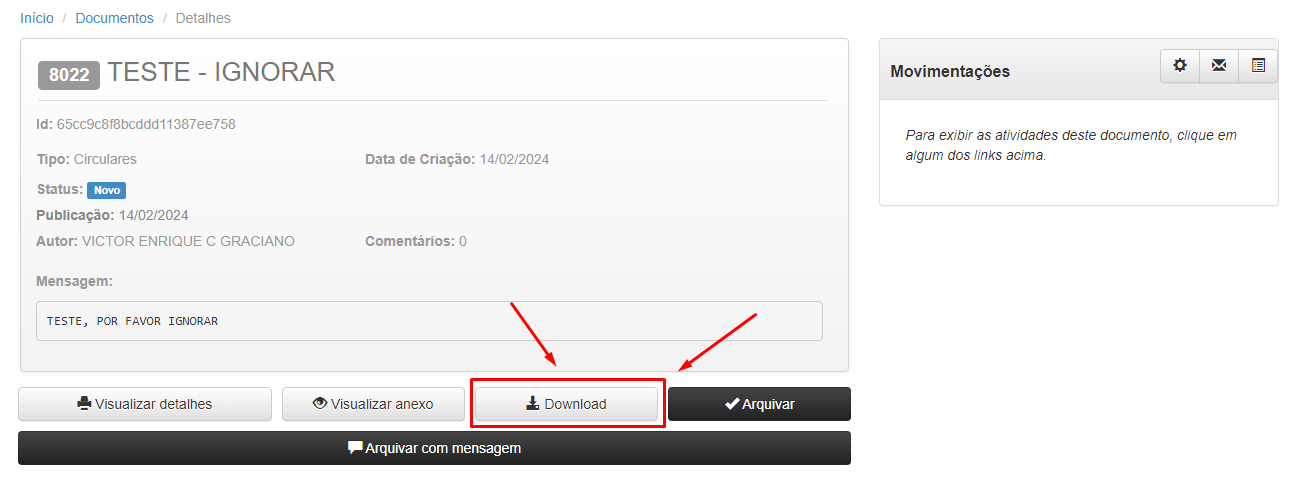 Início / Documentos / Detalhes
8022 TESTE - IGNORAR
Id: 65cc9c8f8bcddd11387ee758
Tipo: Circulares Data de Criação: 14/02/2024
Status: Novo
Publicação: 14/02/2024
Autor: VICTOR ENRIQUE C GRACIANO Comentários: 0
Mensagem:
TESTE, POR FAVOR IGNORAR
Visualizar detalhes Visualizar anexo Download Arquivar
Arquivar com mensagem
Movimentações
Para exibir as atividades deste documento, clique em
algum dos links acima.